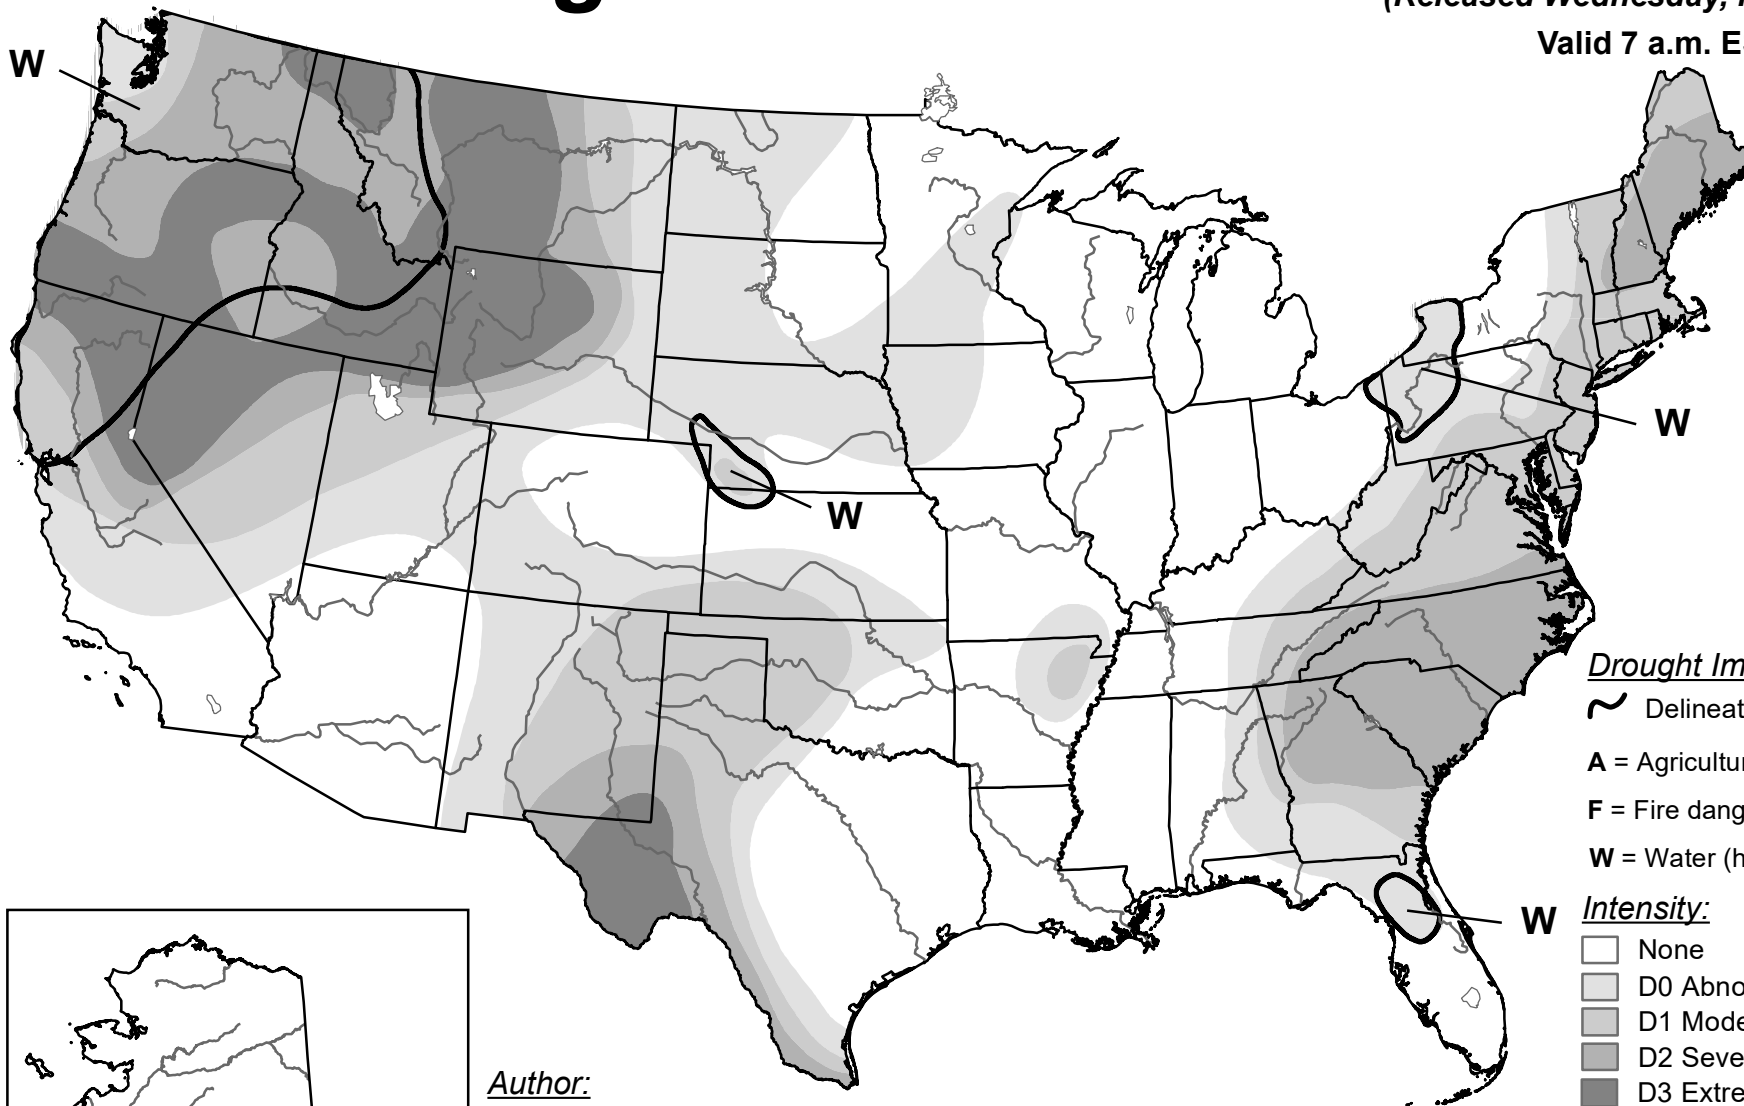 (Released Wednesday,
Valid 7 a.m.
W
W
W
W
Drought
Delineat
A = Agricultur
F = Fire dang
W = Water (h
Intensity:
None
D0 Abno
D1 Mode
D2 Seve
D3 Extre
Author: